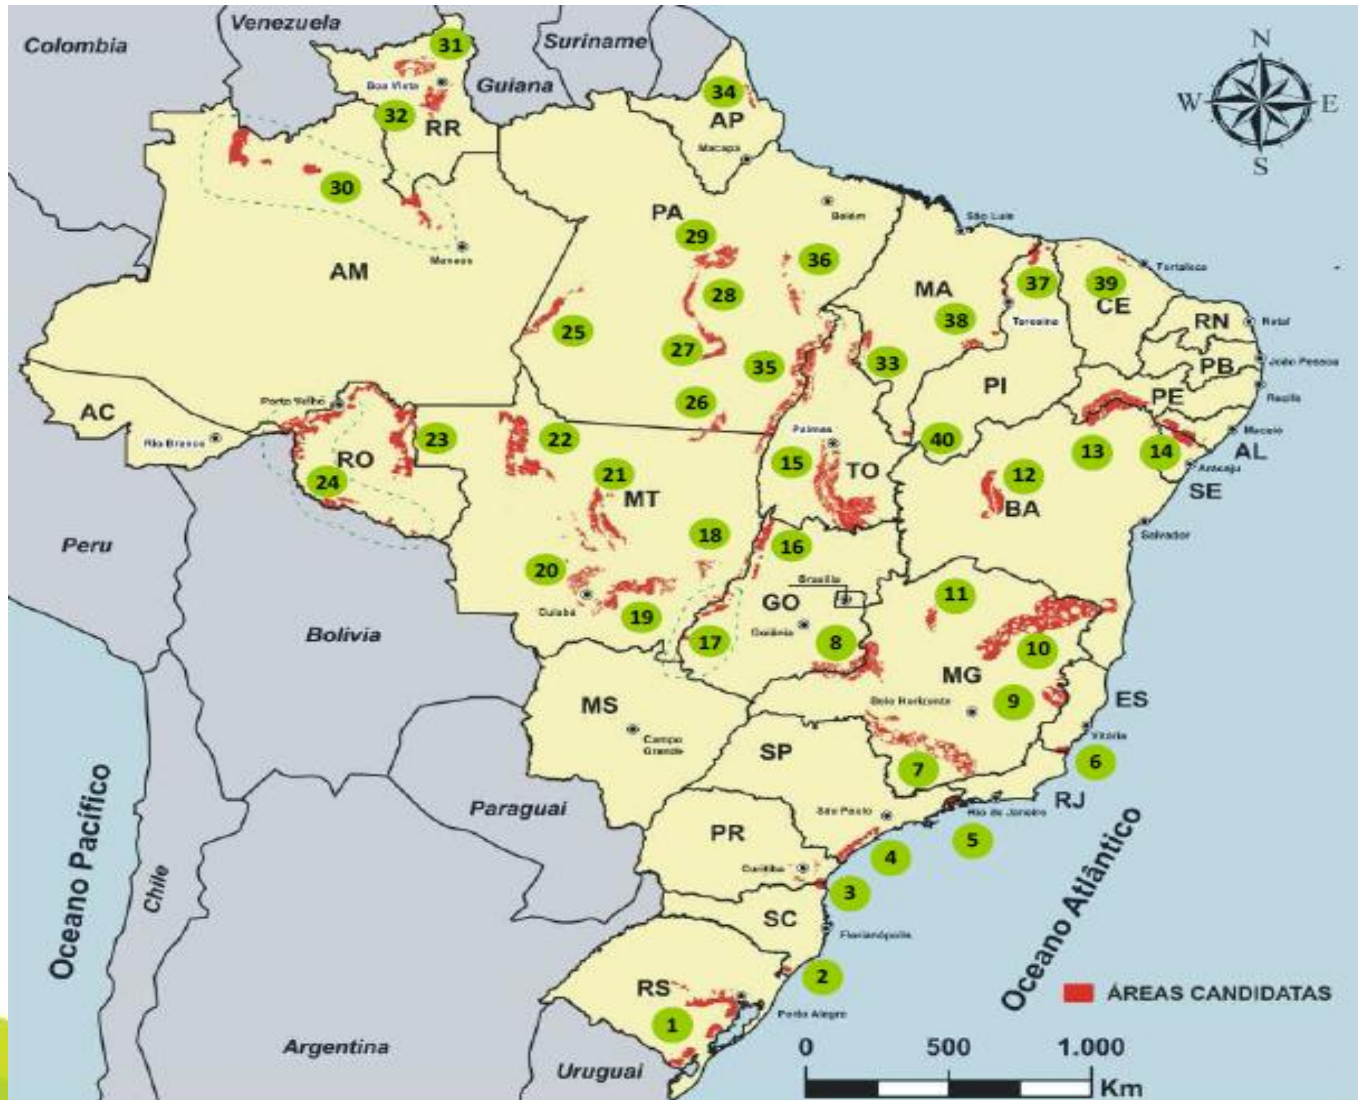 Venezuela
Colombia
Suriname
Guiana
N
W
E
S
31
Boa Vista
32
RR
34
AP
Macapá
30
Belém
PA
29
São Luís
Manaus
AM
36
MA
37
39
CE
Fortaleza
28
38
Teresina
RN
Natal
25
27
35
33
PB
João Pessoa
PI
26
PE
Recife
AC
Porto Velho
Maceió
Rio Branco
23
22
Palmas
40
13
14
AL
Aracaju
SE
RO
24
21
15
TO
12
MT
BA
Peru
18
16
Salvador
20
Brasília
Cuiabá
19
GO
11
Bolivia
17
Goiânia
8
10
MG
9
ES
MS
Belo Horizonte
Vitória
Campo
Grande
SP
7
6
Paraguai
São Paulo
Rio de Janeiro
RJ
PR
4
5
Curitiba
3
Oceano Pacífico
Chile
SC
Florianópolis
Oceano Atlântico
2
RS
1
Porto Alegre
ÁREAS CANDIDATAS
Argentina
Uruguai
0 500 1.000
Km